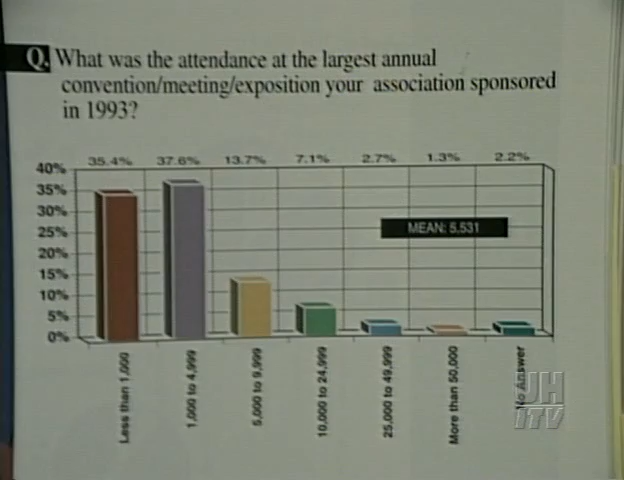 Q. What was the attendance at the largest annual
convention/meeting/exposition your association sponsored
in 1993?
35.4% 37.6% 13.7% 7.1% 2.7% 1.3% 2.2%
40%
35%
30%
25%
20%
15%
10%
5%
0%
MEAN: 5,531
Less than 1,000
1,000 to 4,999
5,000 to 9,999
10,000 to 24,999
25,000 to 49,999
More than 50,000
No Answer
UH
ITV